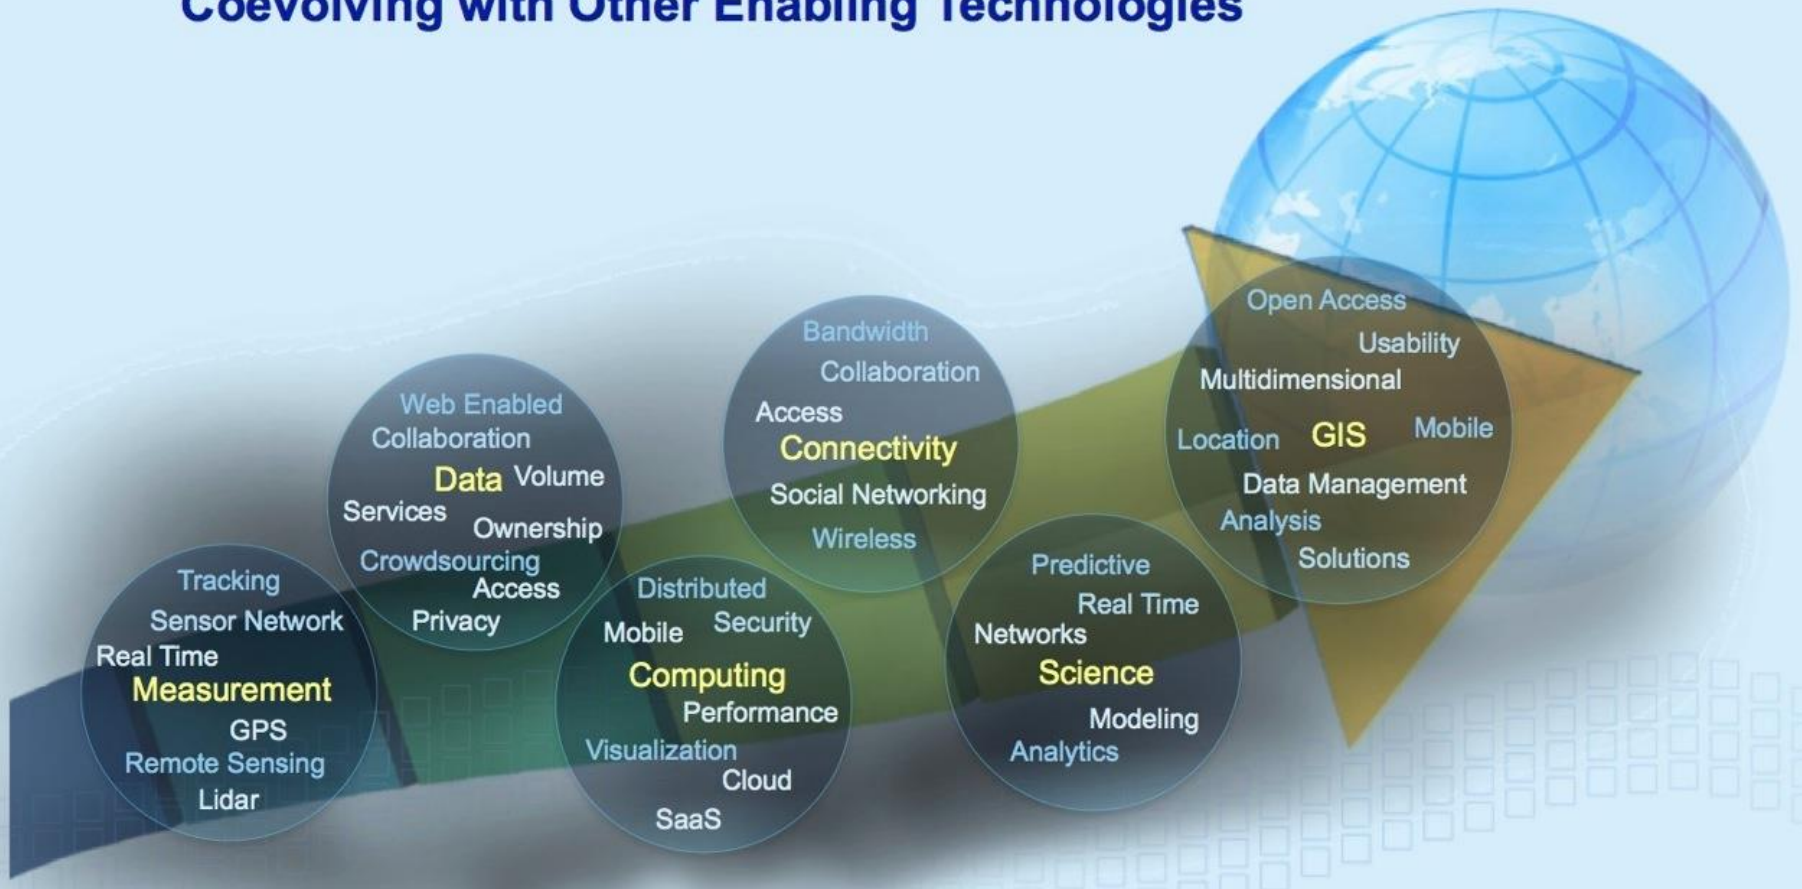 Coevolving with Other Enabling Technologies
Tracking
Sensor Network
Real Time
Measurement
GPS
Remote Sensing
Lidar
Web Enabled
Collaboration
Data Volume
Services
Ownership
Crowdsourcing
Access
Privacy
Distributed
Security
Mobile
Computing
Performance
Visualization
Cloud
SaaS
Bandwidth
Collaboration
Access
Connectivity
Social Networking
Wireless
Predictive
Real Time
Networks
Science
Modeling
Analytics
Open Access
Usability
Multidimensional
Location GIS Mobile
Data Management
Analysis
Solutions